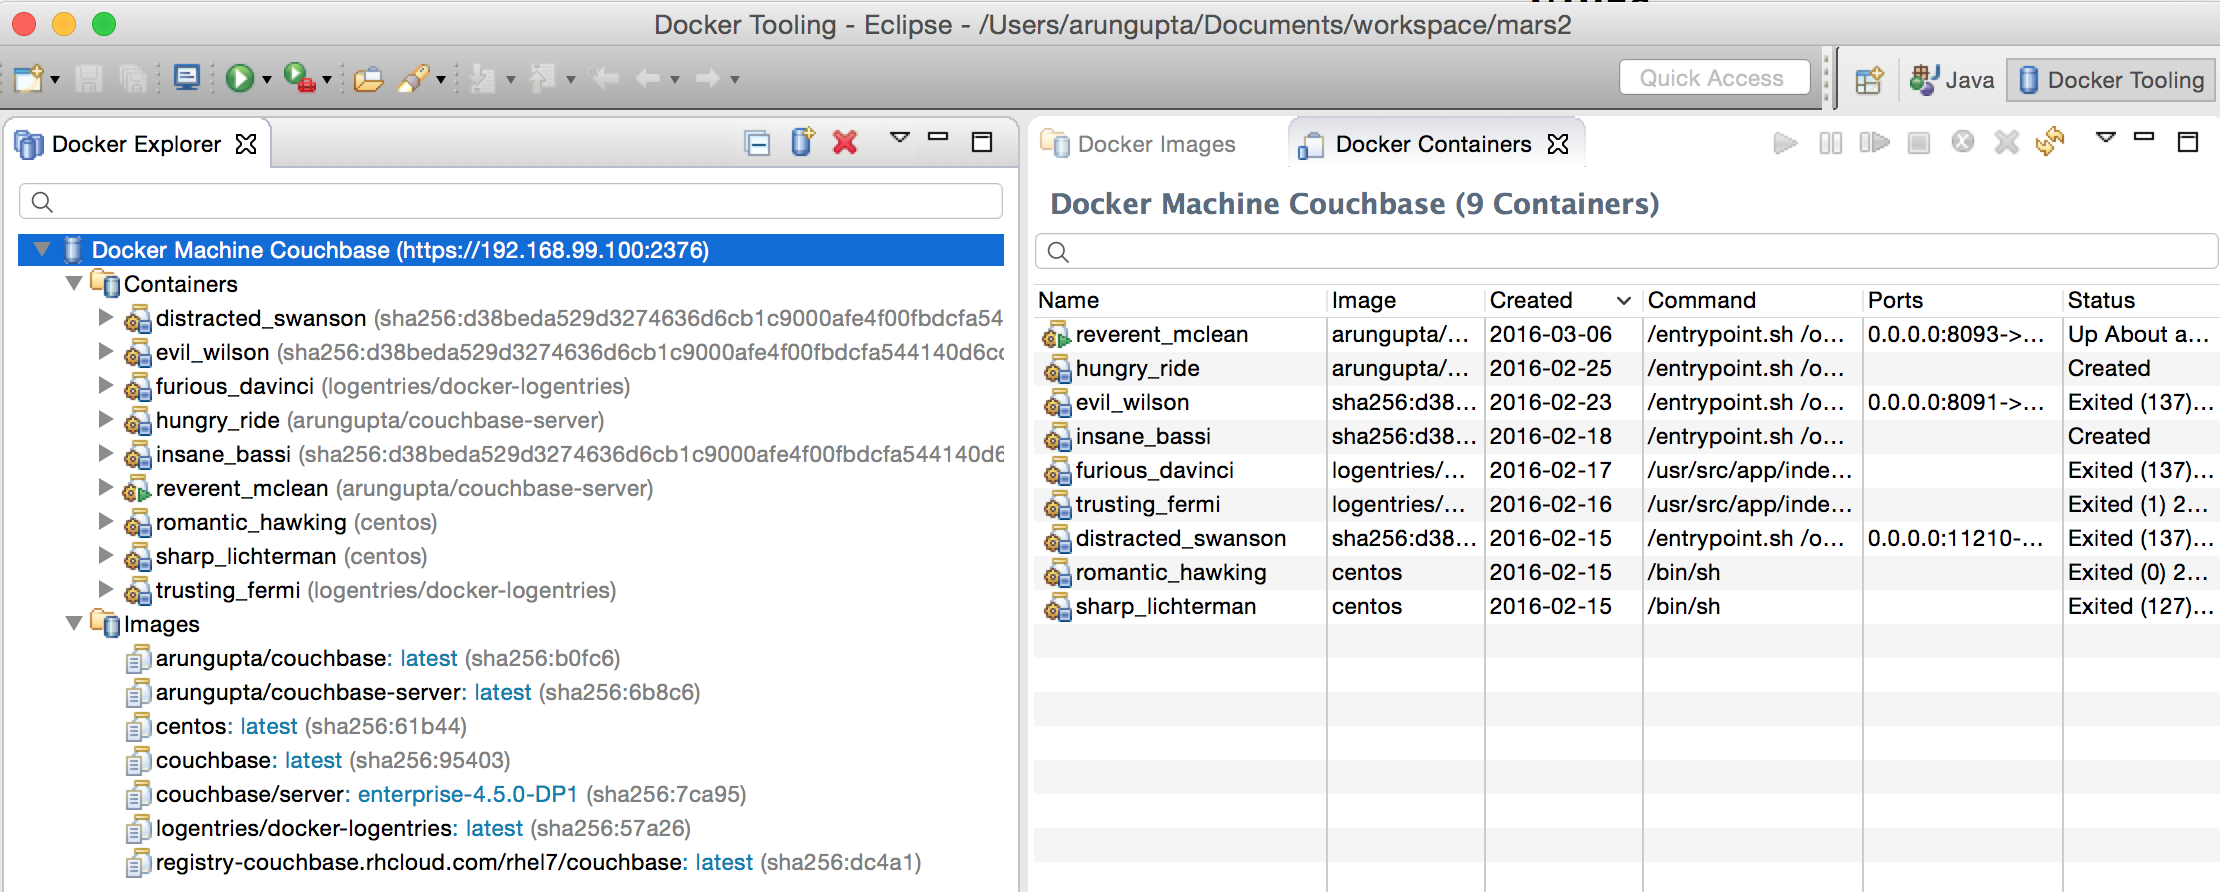 Docker Tooling - Eclipse - /Users/arungupta/Documents/workspace/mars2
Quick Access
Java
Docker Tooling
Docker Explorer
Docker Machine Couchbase (https://192.168.99.100:2376)
Containers
distracted_swanson (sha256:d38beda529d3274636d6cb1c9000afe4f00fbdcfa54
evil_wilson (sha256:d38beda529d3274636d6cb1c9000afe4f00fbdcfa544140d6cc
furious_davinci (logentries/docker-logentries)
hungry_ride (arungupta/couchbase-server)
insane_bassi (sha256:d38beda529d3274636d6cb1c9000afe4f00fbdcfa544140d6
reverent_mclean (arungupta/couchbase-server)
romantic_hawking (centos)
sharp_lichterman (centos)
trusting_fermi (logentries/docker-logentries)
Images
arungupta/couchbase: latest (sha256:b0fc6)
arungupta/couchbase-server: latest (sha256:6b8c6)
centos: latest (sha256:61b44)
couchbase: latest (sha256:95403)
couchbase/server: enterprise-4.5.0-DP1 (sha256:7ca95)
logentries/docker-logentries: latest (sha256:57a26)
registry-couchbase.rhcloud.com/rhel7/couchbase: latest (sha256:dc4a1)
Docker Images
Docker Containers
Docker Machine Couchbase (9 Containers)
Name Image Created Command Ports Status
reverent_mclean arungupta/... 2016-03-06 /entrypoint.sh /o... 0.0.0.0:8093->... Up About a...
hungry_ride arungupta/... 2016-02-25 /entrypoint.sh /o... Created
evil_wilson sha256:d38... 2016-02-23 /entrypoint.sh /o... 0.0.0.0:8091->... Exited (137)...
insane_bassi sha256:d38... 2016-02-18 /entrypoint.sh /o... Created
furious_davinci logentries/... 2016-02-17 /usr/src/app/inde... Exited (137)...
trusting_fermi logentries/... 2016-02-16 /usr/src/app/inde... Exited (1) 2...
distracted_swanson sha256:d38... 2016-02-15 /entrypoint.sh /o... 0.0.0.0:11210-... Exited (137)...
romantic_hawking centos 2016-02-15 /bin/sh Exited (0) 2...
sharp_lichterman centos 2016-02-15 /bin/sh Exited (127)...